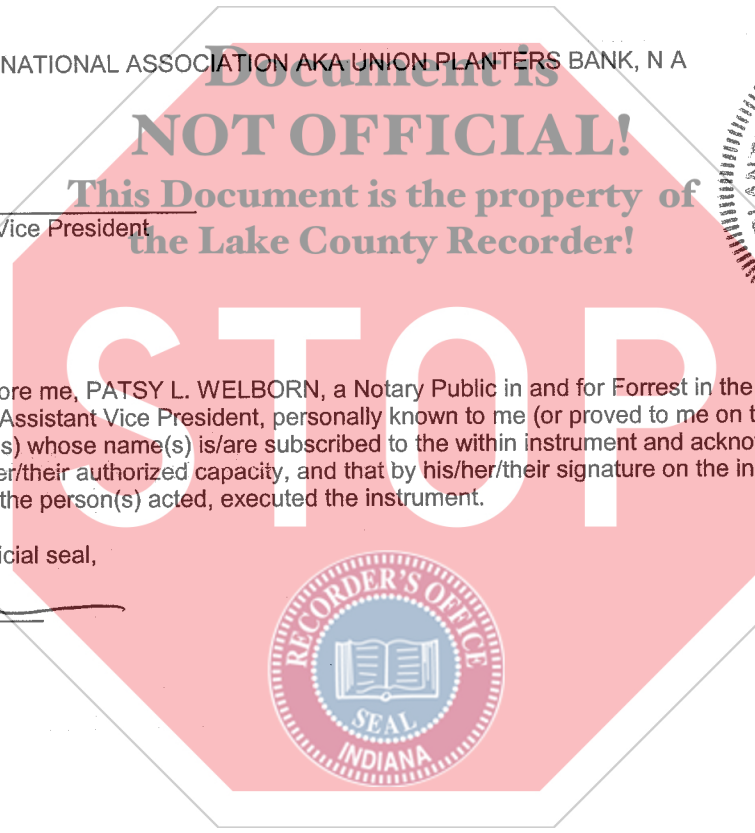 NATIONAL ASSOCIATION AKA UNION PLANTERS BANK, N A
Document is
NOT OFFICIAL!
This Document is the property of
Vice President
the Lake County Recorder!
STOP
ore me, PATSY L. WELBORN, a Notary Public in and for Forrest in the
Assistant Vice President, personally known to me (or proved to me on t
s) whose name(s) is/are subscribed to the within instrument and acknow
er/their authorized capacity, and that by his/her/their signature on the in
the person(s) acted, executed the instrument.
icial seal,
RECORDER'S OFFICE
SEAL
INDIANA